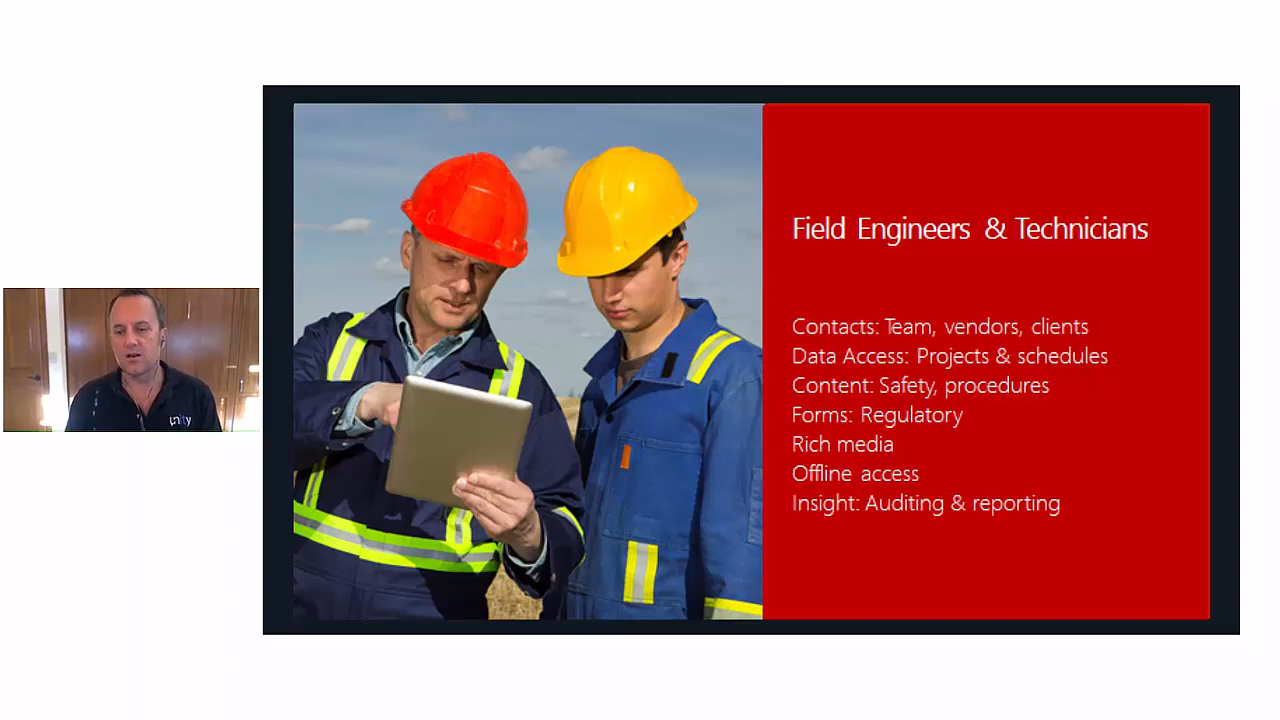 Field Engineers & Technicians
Contacts: Team, vendors, clients
Data Access: Projects & schedules
Content: Safety, procedures
Forms: Regulatory
Rich media
Offline access
Insight: Auditing & reporting
unity